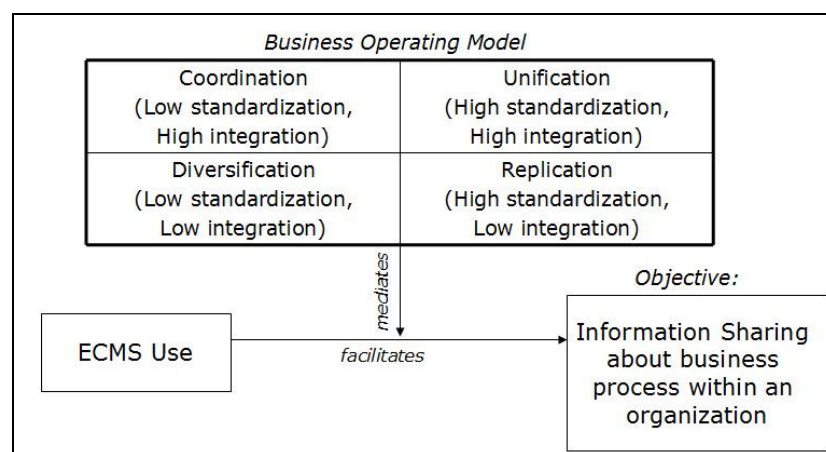 Business Operating Model
Coordination
(Low standardization,
High integration)
Unification
(High standardization,
High integration)
Diversification
(Low standardization,
Low integration)
Replication
(High standardization,
Low integration)
mediates
Objective:
ECMS Use
facilitates
Information Sharing
about business
process within an
organization